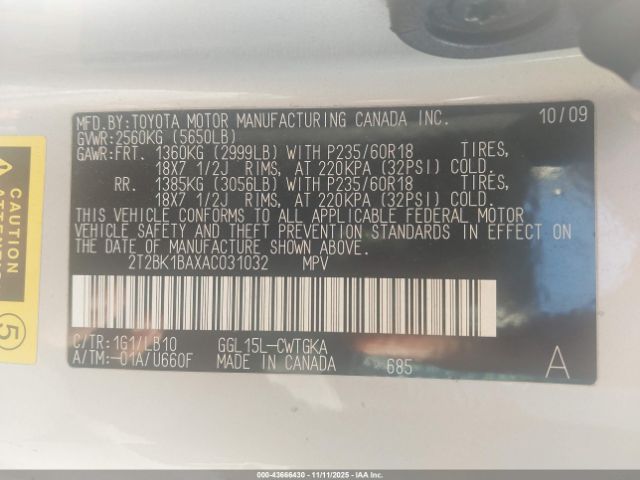 MFD.BY:TOYOTA MOTOR MANUFACTURING CANADA INC. 10/09
GVWR:2560KG (5650LB)
GAWR:FRT. 1360KG (2999LB) WITH P235/60R18 TIRES,
18X7 1/2J RIMS, AT 220KPA (32PSI) COLD.
RR. 1385KG (3056LB) WITH P235/60R18 TIRES,
18X7 1/2J RIMS, AT 220KPA (32PSI) COLD.
THIS VEHICLE CONFORMS TO ALL APPLICABLE FEDERAL MOTOR
VEHICLE SAFETY AND THEFT PREVENTION STANDARDS IN EFFECT ON
THE DATE OF MANUFACTURE SHOWN ABOVE.
2T2BK1BAXAC031032 MPV
C/TR:1G1/LB10 GGL15L-CWTGKA
A/TM:-01A/U660F MADE IN CANADA 685 A
CAUTION
ATTENTION
5
000-43666430 - 11/11/2025 - IAAI.COM